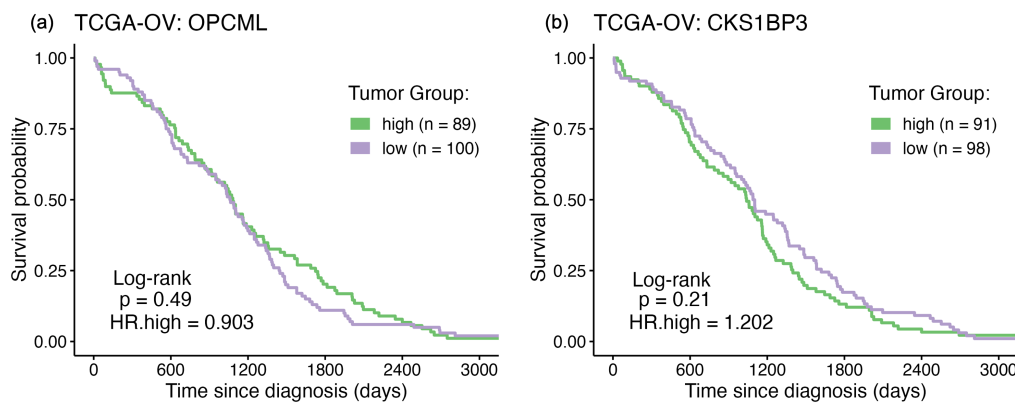 (a) TCGA-OV: OPCML
Survival probability
1.00
0.75
0.50
0.25
0.00
Tumor Group:
high (n = 89)
low (n = 100)
Log-rank
p = 0.49
HR.high = 0.903
0 600 1200 1800 2400 3000
Time since diagnosis (days)
(b) TCGA-OV: CKS1BP3
Survival probability
1.00
0.75
0.50
0.25
0.00
Tumor Group:
high (n = 91)
low (n = 98)
Log-rank
p = 0.21
HR.high = 1.202
0 600 1200 1800 2400 3000
Time since diagnosis (days)